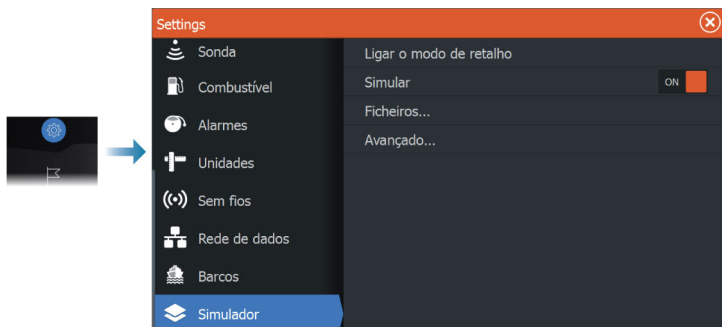 Settings
Sonda
Combustível
Alarmes
Unidades
Sem fios
Rede de dados
Barcos
Simulador
Ligar o modo de retalho
Simular ON
Ficheiros...
Avançado...